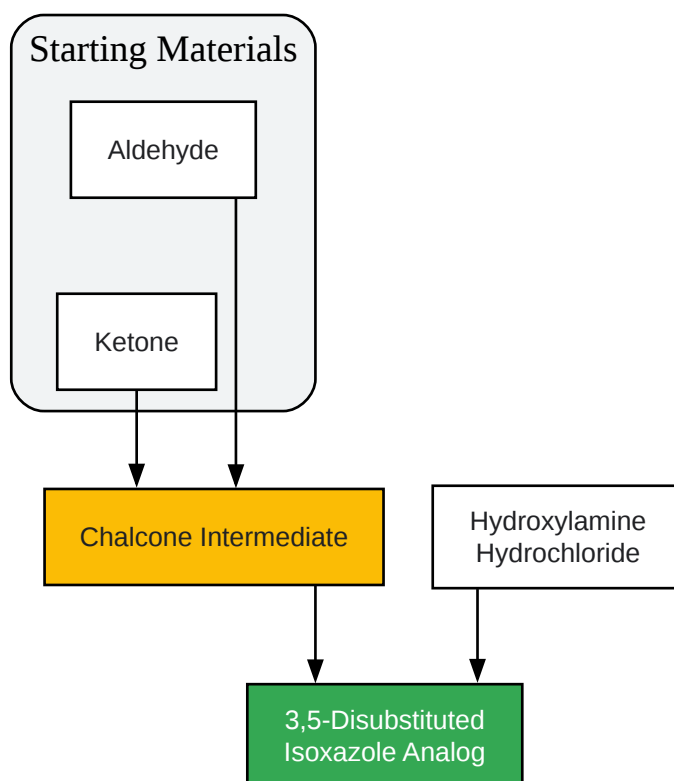 Starting Materials
Aldehyde
Ketone
Chalcone Intermediate
Hydroxylamine
Hydrochloride
3,5-Disubstituted
Isoxazole Analog